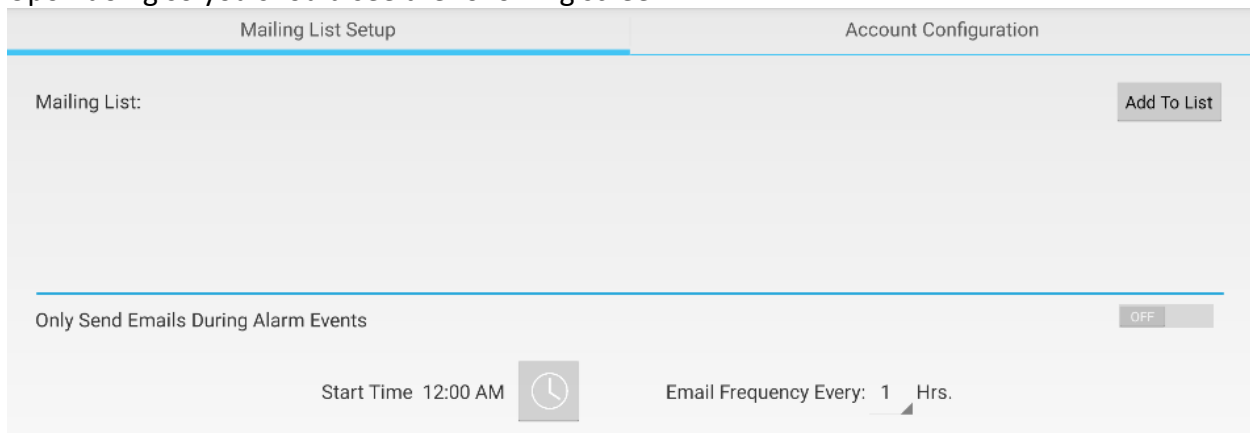 Mailing List Setup Account Configuration
Mailing List: Add To List
Only Send Emails During Alarm Events OFF
Start Time 12:00 AM Email Frequency Every: 1 Hrs.